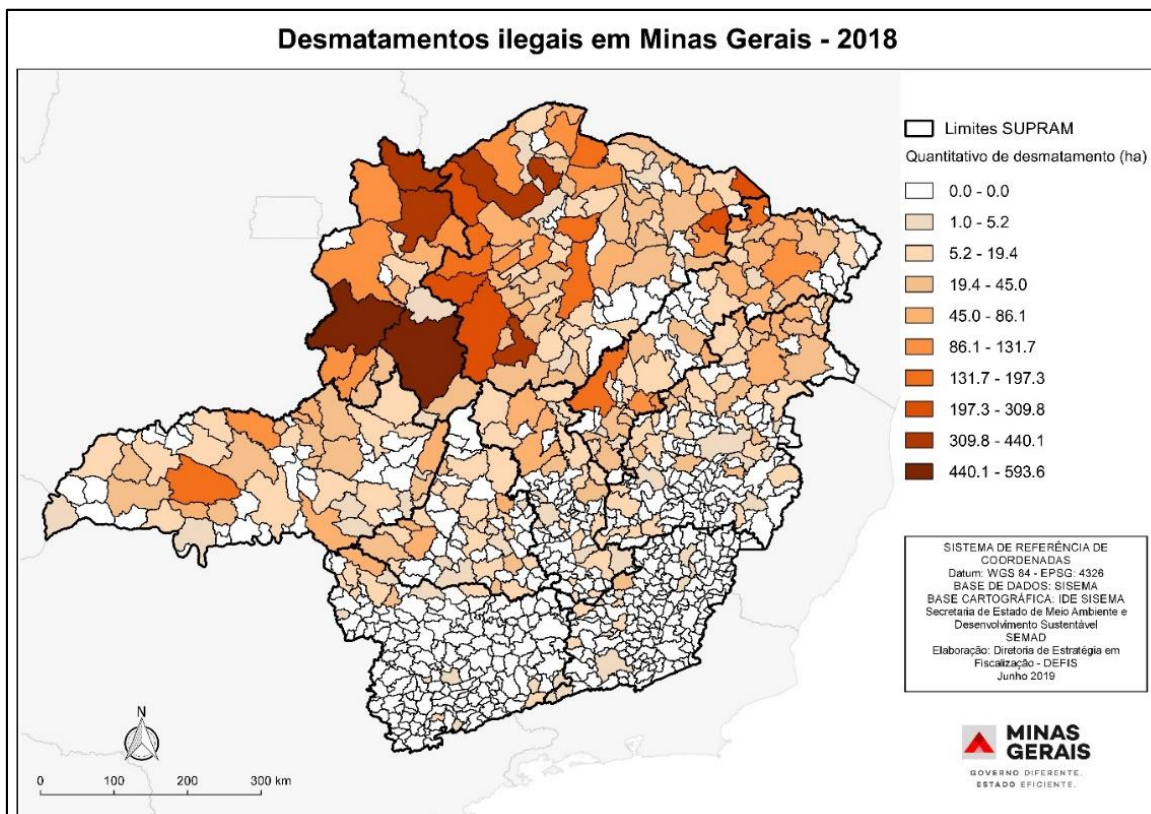 Desmatamentos ilegais em Minas Gerais - 2018
Limites SUPRAM
Quantitativo de desmatamento (ha)
0.0 - 0.0
1.0 - 5.2
5.2 - 19.4
19.4 - 45.0
45.0 - 86.1
86.1 - 131.7
131.7 - 197.3
197.3 - 309.8
309.8 - 440.1
440.1 - 593.6
SISTEMA DE REFERÊNCIA DE
COORDENADAS
Datum: WGS 84 - EPSG: 4326
BASE DE DADOS: SISEMA
BASE CARTOGRÁFICA: IDE SISEMA
Secretaria de Estado de Meio Ambiente e
Desenvolvimento Sustentável
SEMAD
Elaboração: Diretoria de Estratégia em
Fiscalização - DEFIS
Junho 2019
N
0 100 200 300 km
MINAS
GERAIS
GOVERNO DIFERENTE.
ESTADO EFICIENTE.